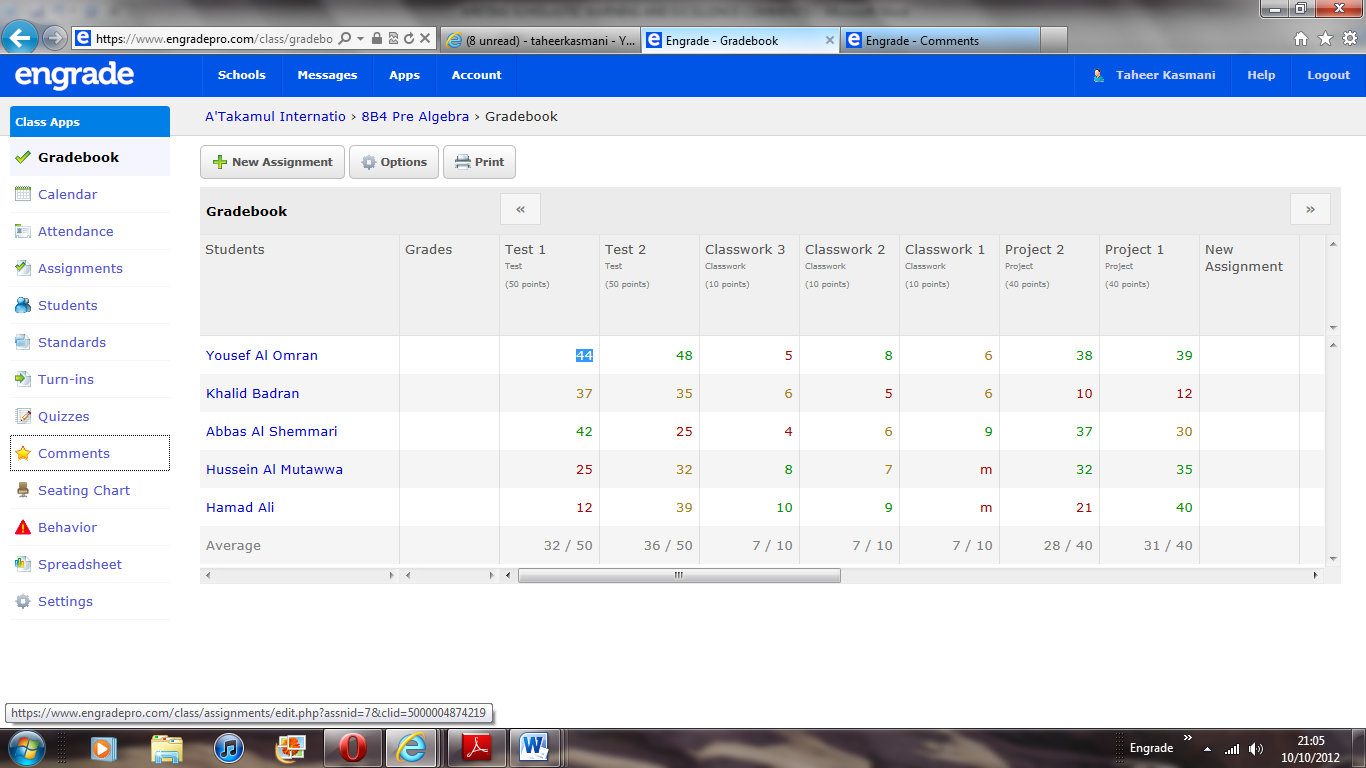 https://www.engradepro.com/class/gradebo
(8 unread) - taheerkasmani - Y...
Engrade - Gradebook
Engrade - Comments
engrade
Schools
Messages
Apps
Account
Taheer Kasmani
Help
Logout
Class Apps
Gradebook
Calendar
Attendance
Assignments
Students
Standards
Turn-ins
Quizzes
Comments
Seating Chart
Behavior
Spreadsheet
Settings
A'Takamul Internatio › 8B4 Pre Algebra › Gradebook
New Assignment
Options
Print
Gradebook « »
Students Grades Test 1 Test 2 Classwork 3 Classwork 2 Classwork 1 Project 2 Project 1 New
Assignment
Test Test Classwork Classwork Classwork Project Project
(50 points) (50 points) (10 points) (10 points) (10 points) (40 points) (40 points)
Yousef Al Omran 44 48 5 8 6 38 39
Khalid Badran 37 35 6 5 6 10 12
Abbas Al Shemmari 42 25 4 6 9 37 30
Hussein Al Mutawwa 25 32 8 7 m 32 35
Hamad Ali 12 39 10 9 m 21 40
Average 32 / 50 36 / 50 7 / 10 7 / 10 7 / 10 28 / 40 31 / 40
https://www.engradepro.com/class/assignments/edit.php?assnid=7&clid=5000004874219
Engrade »
21:05
10/10/2012